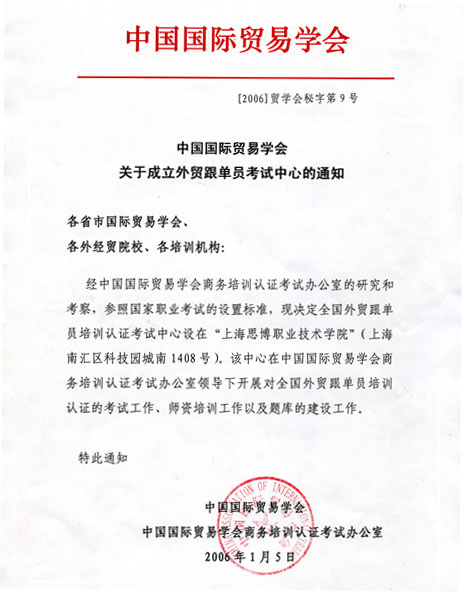 中国国际贸易学会
[2006]贸学会秘字第9号
中国国际贸易学会
关于成立外贸跟单员考试中心的通知
各省市国际贸易学会、
各外经贸院校、各培训机构:
经中国国际贸易学会商务培训认证考试办公室的研究和
考察，参照国家职业考试的设置标准，现决定全国外贸跟单
员培训认证考试中心设在“上海思博职业技术学院”（上海
南汇区科技园城南1408号）。该中心在中国国际贸易学会商
务培训认证考试办公室领导下开展对全国外贸跟单员培训
认证的考试工作、师资培训工作以及题库的建设工作。
特此通知
中国国际贸易学会
中国国际贸易学会商务培训认证考试办公室
2006年1月5日
ASSOCIATION OF INTERNATION